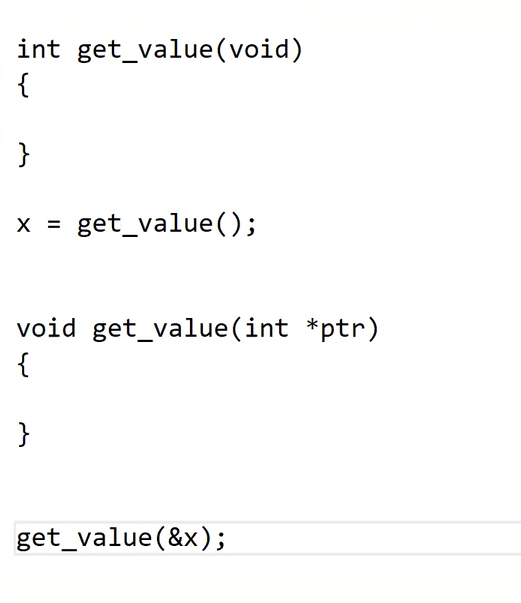 int get_value(void)
{
}
x = get_value();
void get_value(int *ptr)
{
}
get_value(&x);